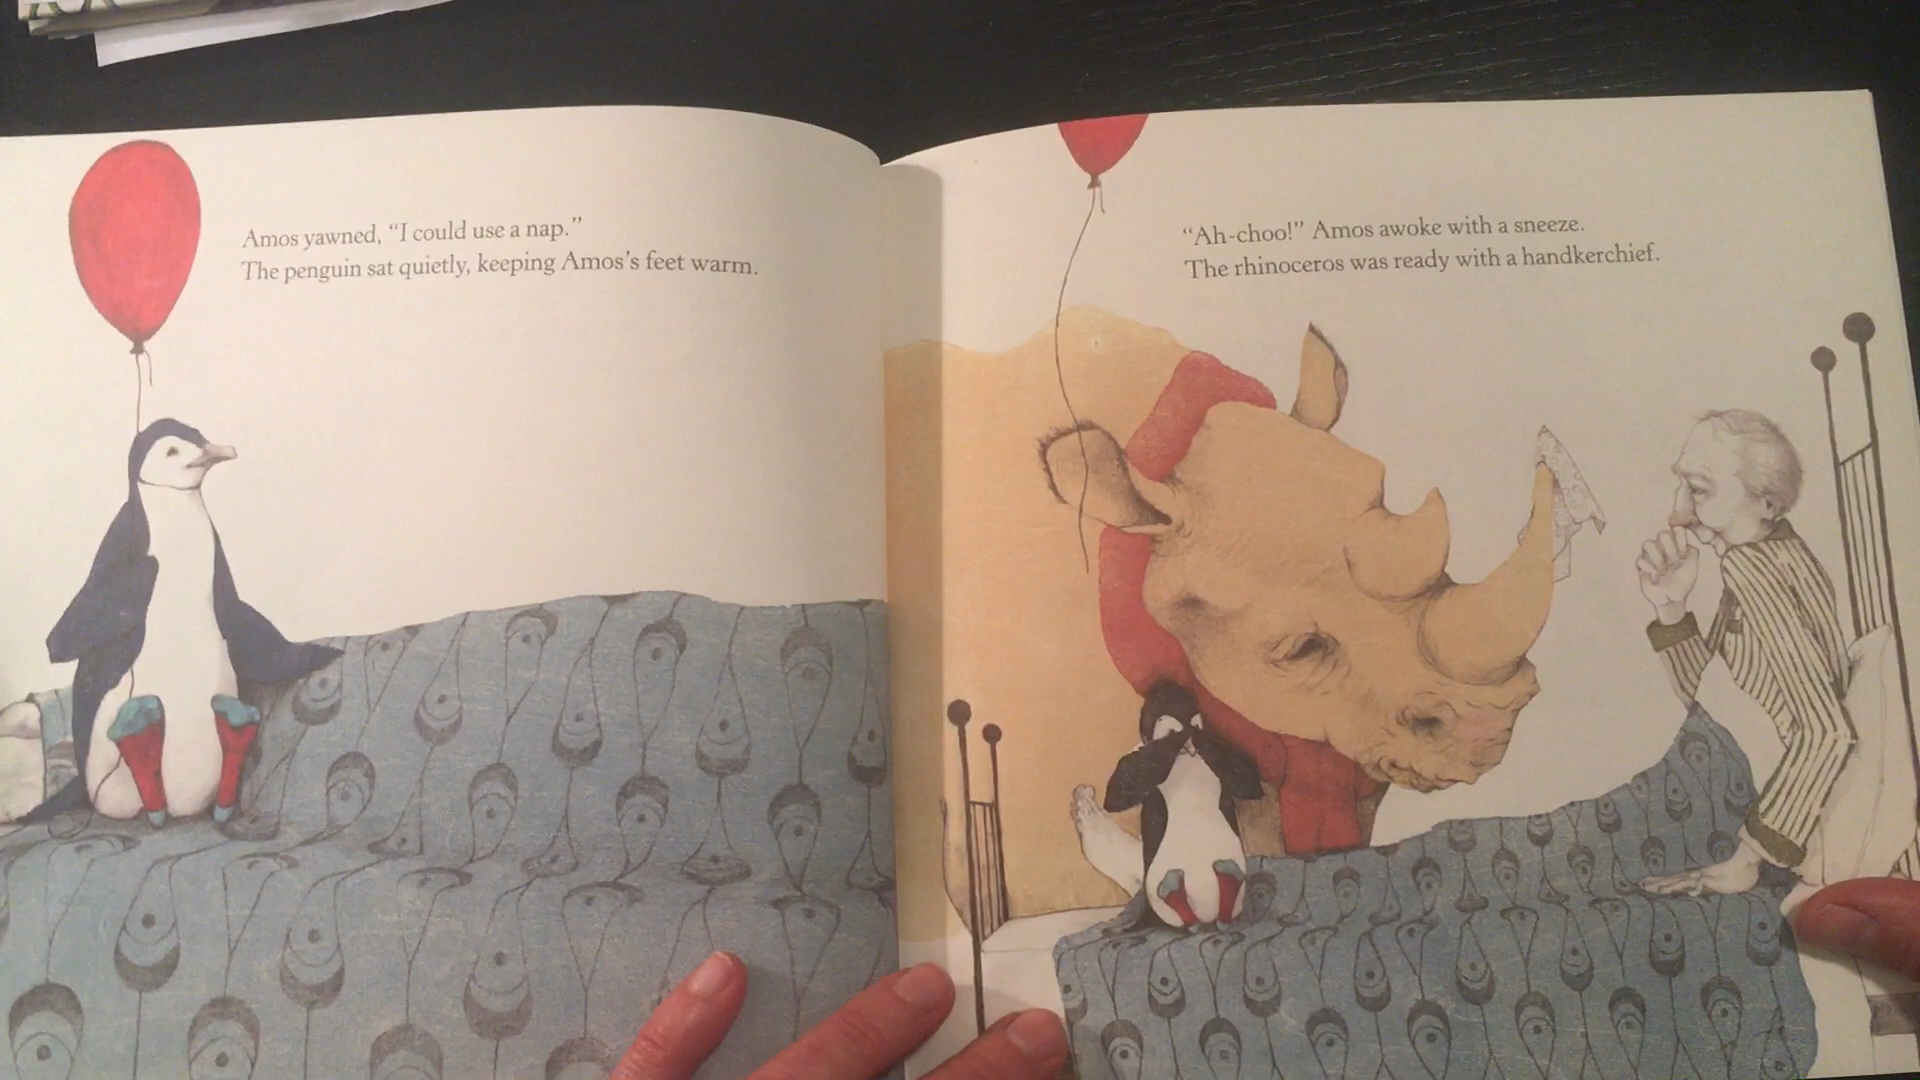 Amos yawned, “I could use a nap.”
The penguin sat quietly, keeping Amos’s feet warm.
“Ah-choo!” Amos awoke with a sneeze.
The rhinoceros was ready with a handkerchief.